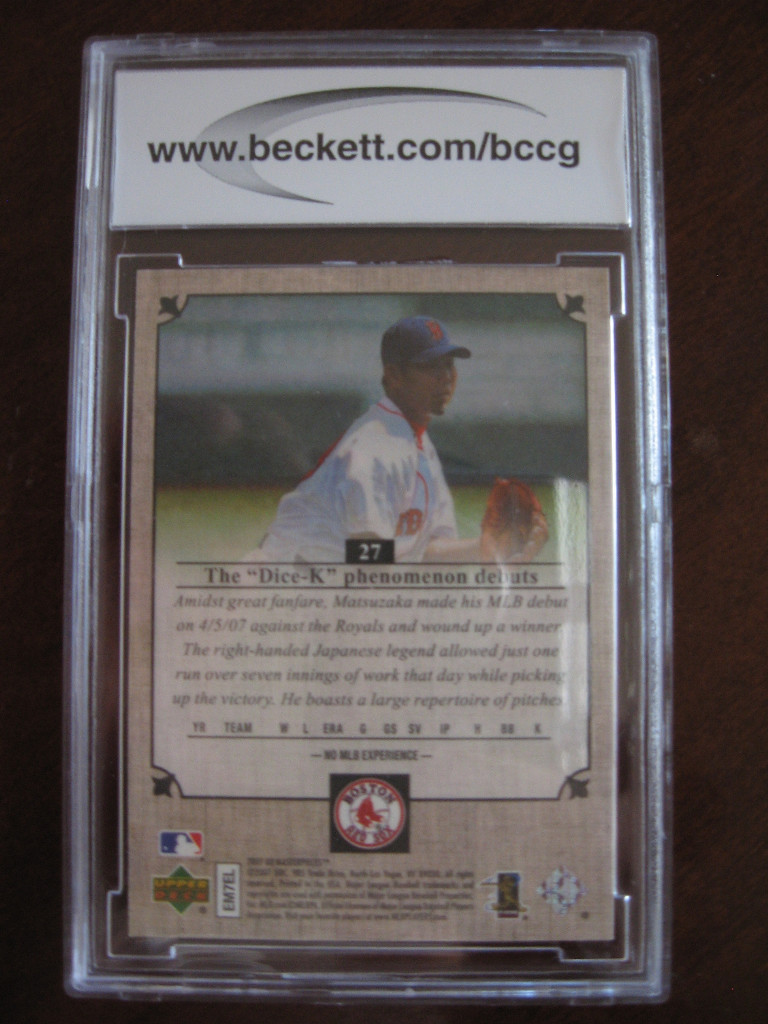 www.beckett.com/bccg
27
The "Dice-K" phenomenon debuts
Amidst great fanfare, Matsuzaka made his MLB debut
on 4/5/07 against the Royals and wound up a winner
The right-handed Japanese legend allowed just one
run over seven innings of work that day while picking
up the victory. He boasts a large repertoire of pitches
YR TEAM W L ERA G GS SV IP H BB K
— NO MLB EXPERIENCE —
BOSTON
RED SOX
UPPER
DECK
EM7EL